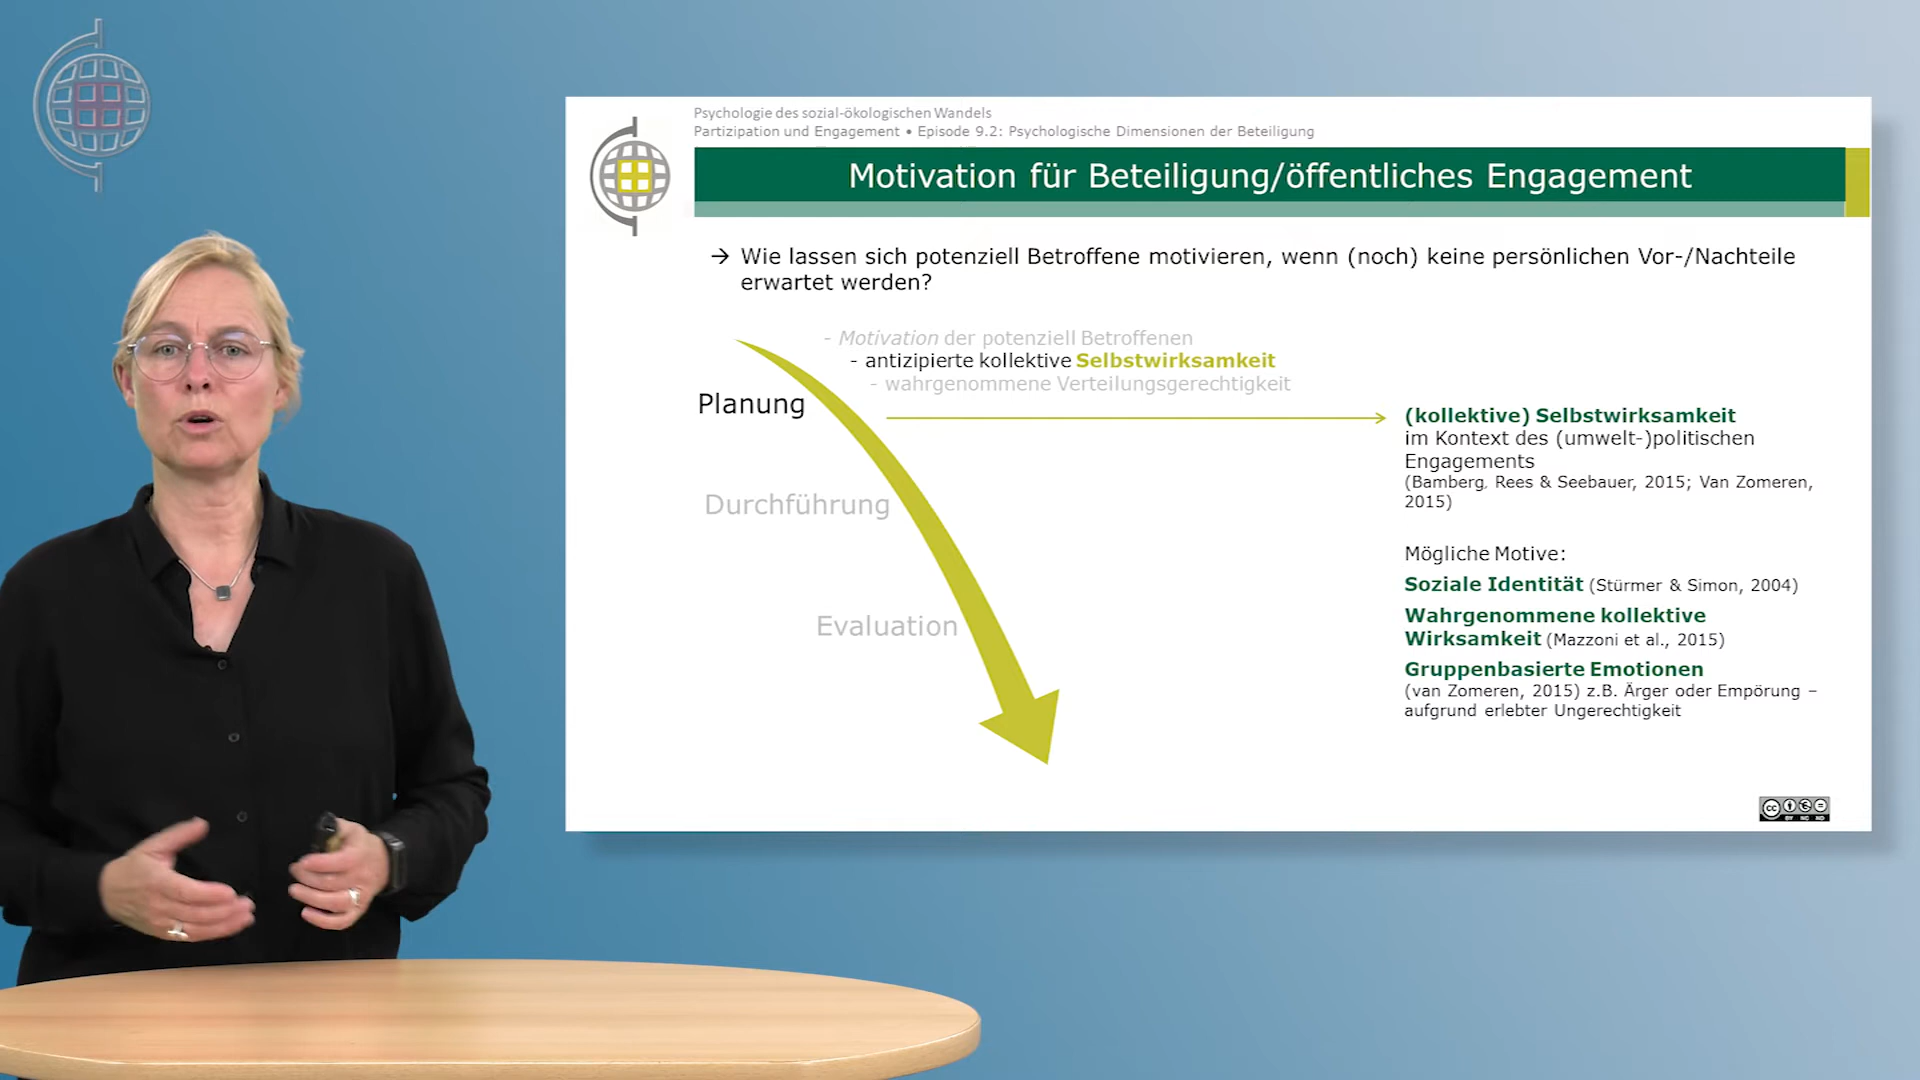 Psychologie des sozial-ökologischen Wandels
Partizipation und Engagement • Episode 9.2: Psychologische Dimensionen der Beteiligung
Motivation für Beteiligung/öffentliches Engagement
→ Wie lassen sich potenziell Betroffene motivieren, wenn (noch) keine persönlichen Vor-/Nachteile
erwartet werden?
- Motivation der potenziell Betroffenen
- antizipierte kollektive Selbstwirksamkeit
- wahrgenommene Verteilungsgerechtigkeit
Planung
Durchführung
Evaluation
(kollektive) Selbstwirksamkeit
im Kontext des (umwelt-)politischen
Engagements
(Bamberg, Rees & Seebauer, 2015; Van Zomeren,
2015)
Mögliche Motive:
Soziale Identität (Stürmer & Simon, 2004)
Wahrgenommene kollektive
Wirksamkeit (Mazzoni et al., 2015)
Gruppenbasierte Emotionen
(van Zomeren, 2015) z.B. Ärger oder Empörung –
aufgrund erlebter Ungerechtigkeit
cc
BY NC ND